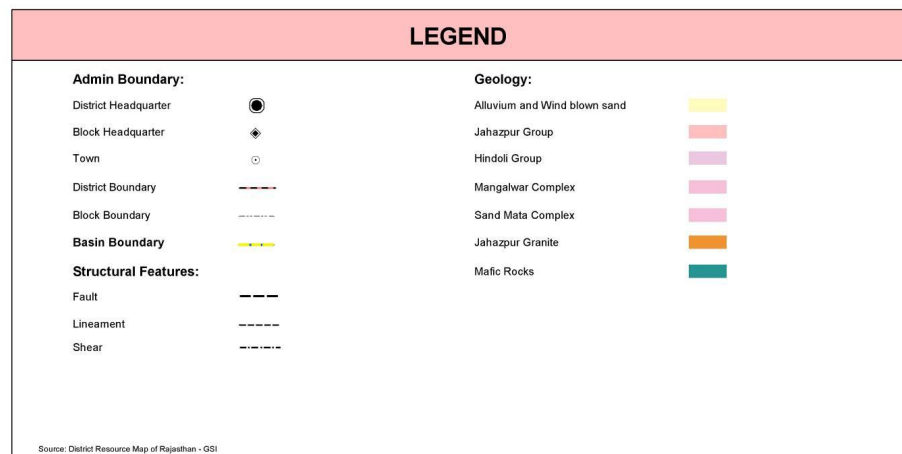 LEGEND
Admin Boundary:
District Headquarter
Block Headquarter
Town
District Boundary
Block Boundary
Basin Boundary
Structural Features:
Fault
Lineament
Shear
Geology:
Alluvium and Wind blown sand
Jahazpur Group
Hindoli Group
Mangalwar Complex
Sand Mata Complex
Jahazpur Granite
Mafic Rocks
Source: District Resource Map of Rajasthan - GSI